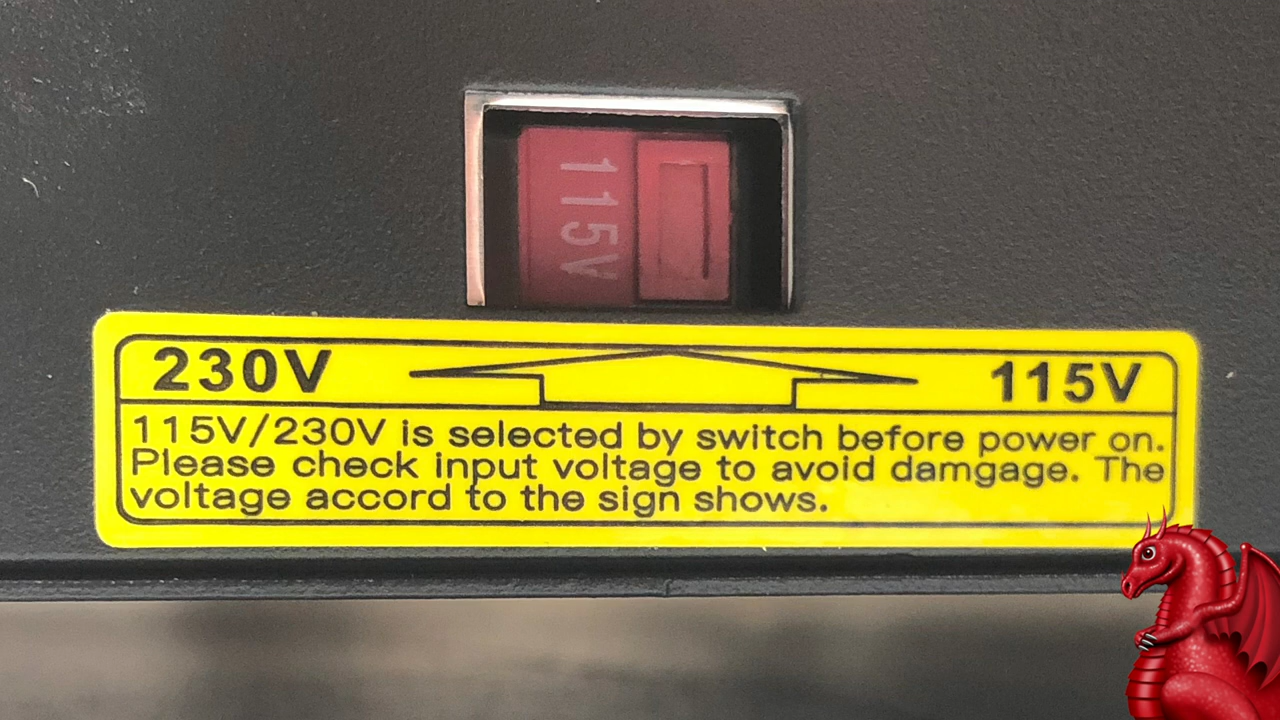 115V
230V 115V
115V/230V is selected by switch before power on.
Please check input voltage to avoid damgage. The
voltage accord to the sign shows.